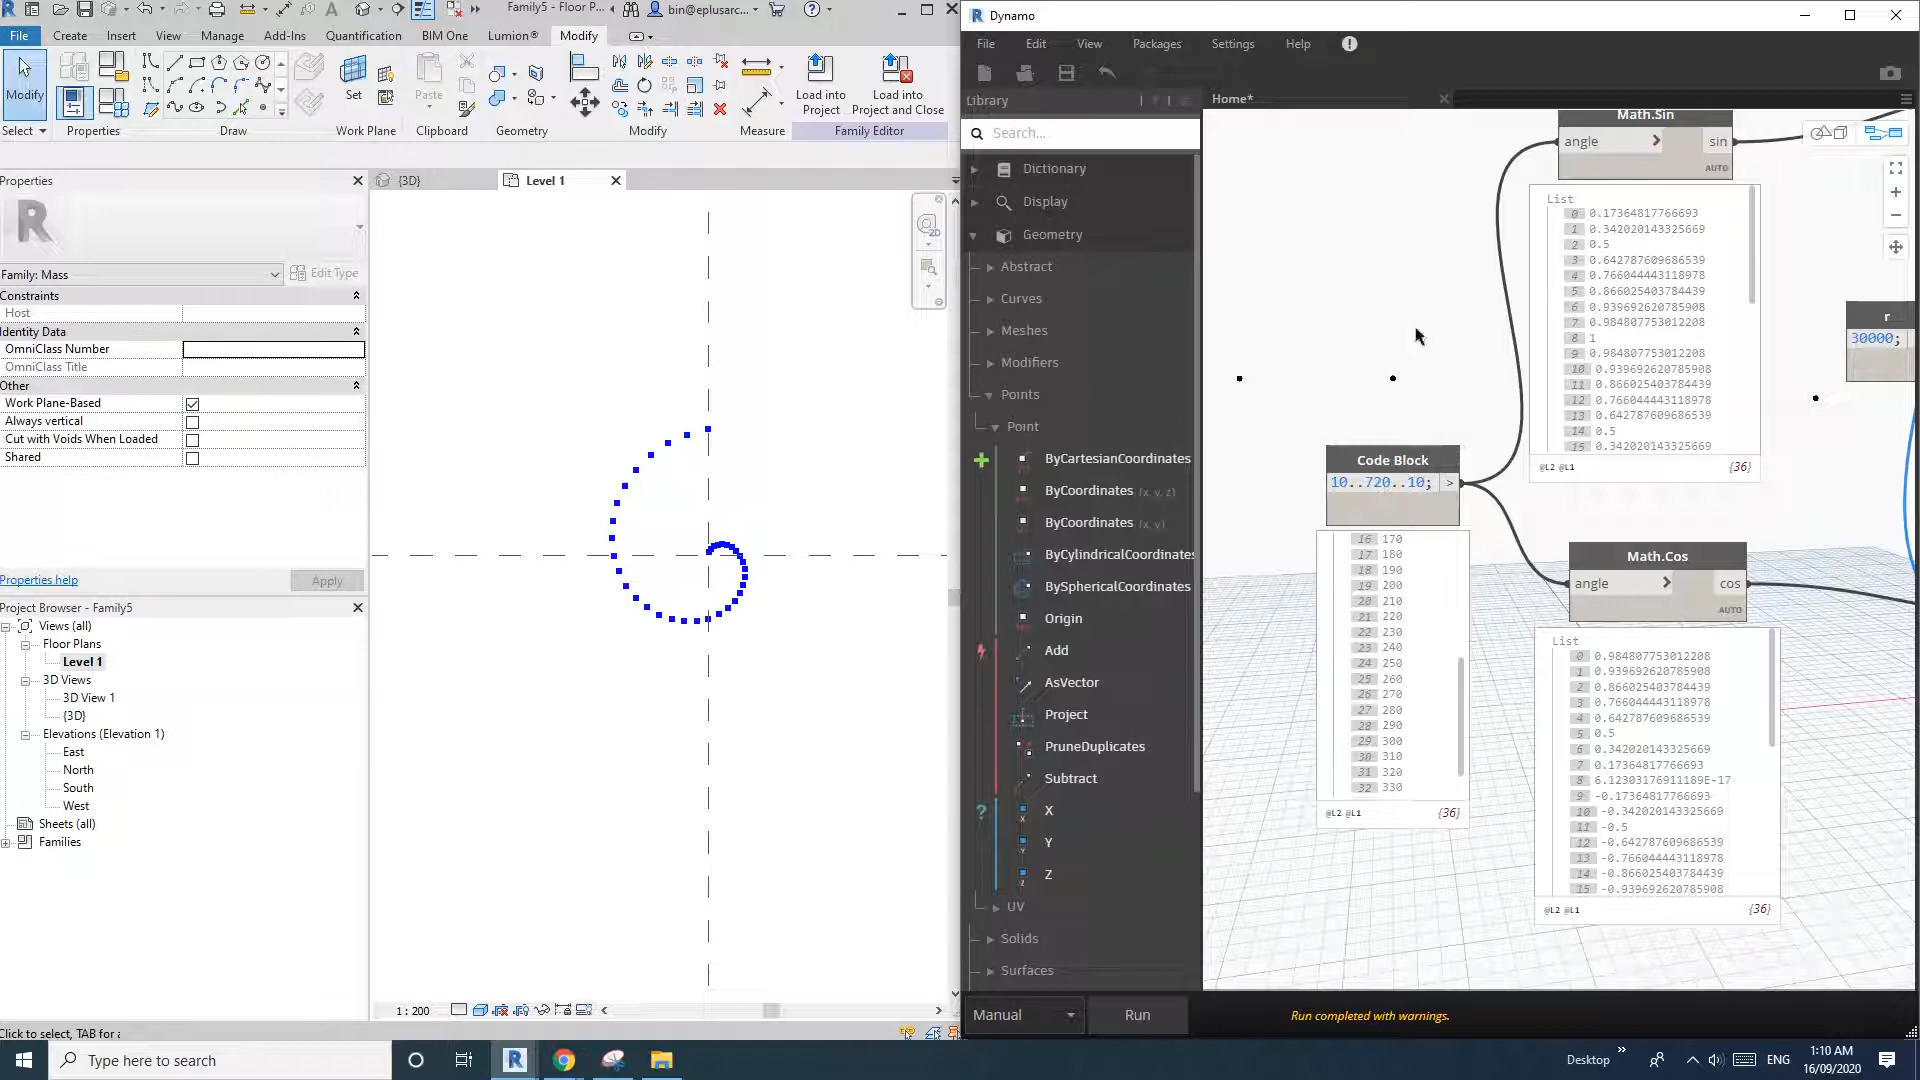 Family5 - Floor P...
bin@eplusarc...
File
Create
Insert
View
Manage
Add-Ins
Quantification
BIM One
Lumion®
Modify
Modify
Set
Paste
Load into
Project
Load into
Project and Close
Select
Properties
Draw
Work Plane
Clipboard
Geometry
Modify
Measure
Family Editor
Properties
Family: Mass
Edit Type
Constraints
Host
Identity Data
OmniClass Number
OmniClass Title
Other
Work Plane-Based
Always vertical
Cut with Voids When Loaded
Shared
Properties help
Apply
Project Browser - Family5
Views (all)
Floor Plans
Level 1
3D Views
3D View 1
{3D}
Elevations (Elevation 1)
East
North
South
West
Sheets (all)
Families
Click to select, TAB for a
{3D}
Level 1
2D
1 : 200
Dynamo
File
Edit
View
Packages
Settings
Help
Library
Search...
Dictionary
Display
Geometry
Abstract
Curves
Meshes
Modifiers
Points
Point
ByCartesianCoordinates
ByCoordinates (x, y, z)
ByCoordinates (x, y)
ByCylindricalCoordinates
BySphericalCoordinates
Origin
Add
AsVector
Project
PruneDuplicates
Subtract
X
Y
Z
UV
Solids
Surfaces
Manual
Run
Run completed with warnings.
Home*
Math.Sin
angle
sin
AUTO
List
0 0.17364817766693
1 0.342020143325669
2 0.5
3 0.642787609686539
4 0.766044443118978
5 0.866025403784439
6 0.939692620785908
7 0.984807753012208
8 1
9 0.984807753012208
10 0.939692620785908
11 0.866025403784439
12 0.766044443118978
13 0.642787609686539
14 0.5
15 0.342020143325669
@L2 @L1
{36}
r
30000;
Code Block
10..720..10; >
16 170
17 180
18 190
19 200
20 210
21 220
22 230
23 240
24 250
25 260
26 270
27 280
28 290
29 300
30 310
31 320
32 330
@L2 @L1
{36}
Math.Cos
angle
cos
AUTO
List
0 0.984807753012208
1 0.939692620785908
2 0.866025403784439
3 0.766044443118978
4 0.642787609686539
5 0.5
6 0.342020143325669
7 0.17364817766693
8 6.12303176911189E-17
9 -0.17364817766693
10 -0.342020143325669
11 -0.5
12 -0.642787609686539
13 -0.766044443118978
14 -0.866025403784439
15 -0.939692620785908
@L2 @L1
{36}
Type here to search
Desktop
ENG
1:10 AM
16/09/2020